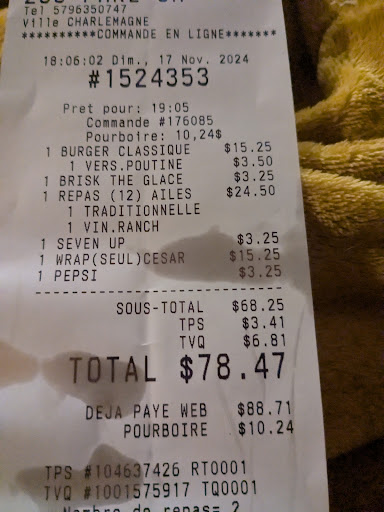 Tel 5796350747
Ville CHARLEMAGNE
**********COMMANDE EN LIGNE*******
18:06:02 Dim., 17 Nov. 2024
#1524353
Pret pour: 19:05
Commande #176085
Pourboire: 10,24$
1 BURGER CLASSIQUE $15.25
1 VERS.POUTINE $3.50
1 BRISK THE GLACE $3.25
1 REPAS (12) AILES $24.50
1 TRADITIONNELLE
1 VIN.RANCH
1 SEVEN UP $3.25
1 WRAP(SEUL)CESAR $15.25
1 PEPSI $3.25
SOUS-TOTAL $68.25
TPS $3.41
TVQ $6.81
TOTAL $78.47
DEJA PAYE WEB $88.71
POURBOIRE $10.24
TPS #104637426 RT0001
TVQ #1001575917 TQ0001
Nombre de repas= 2